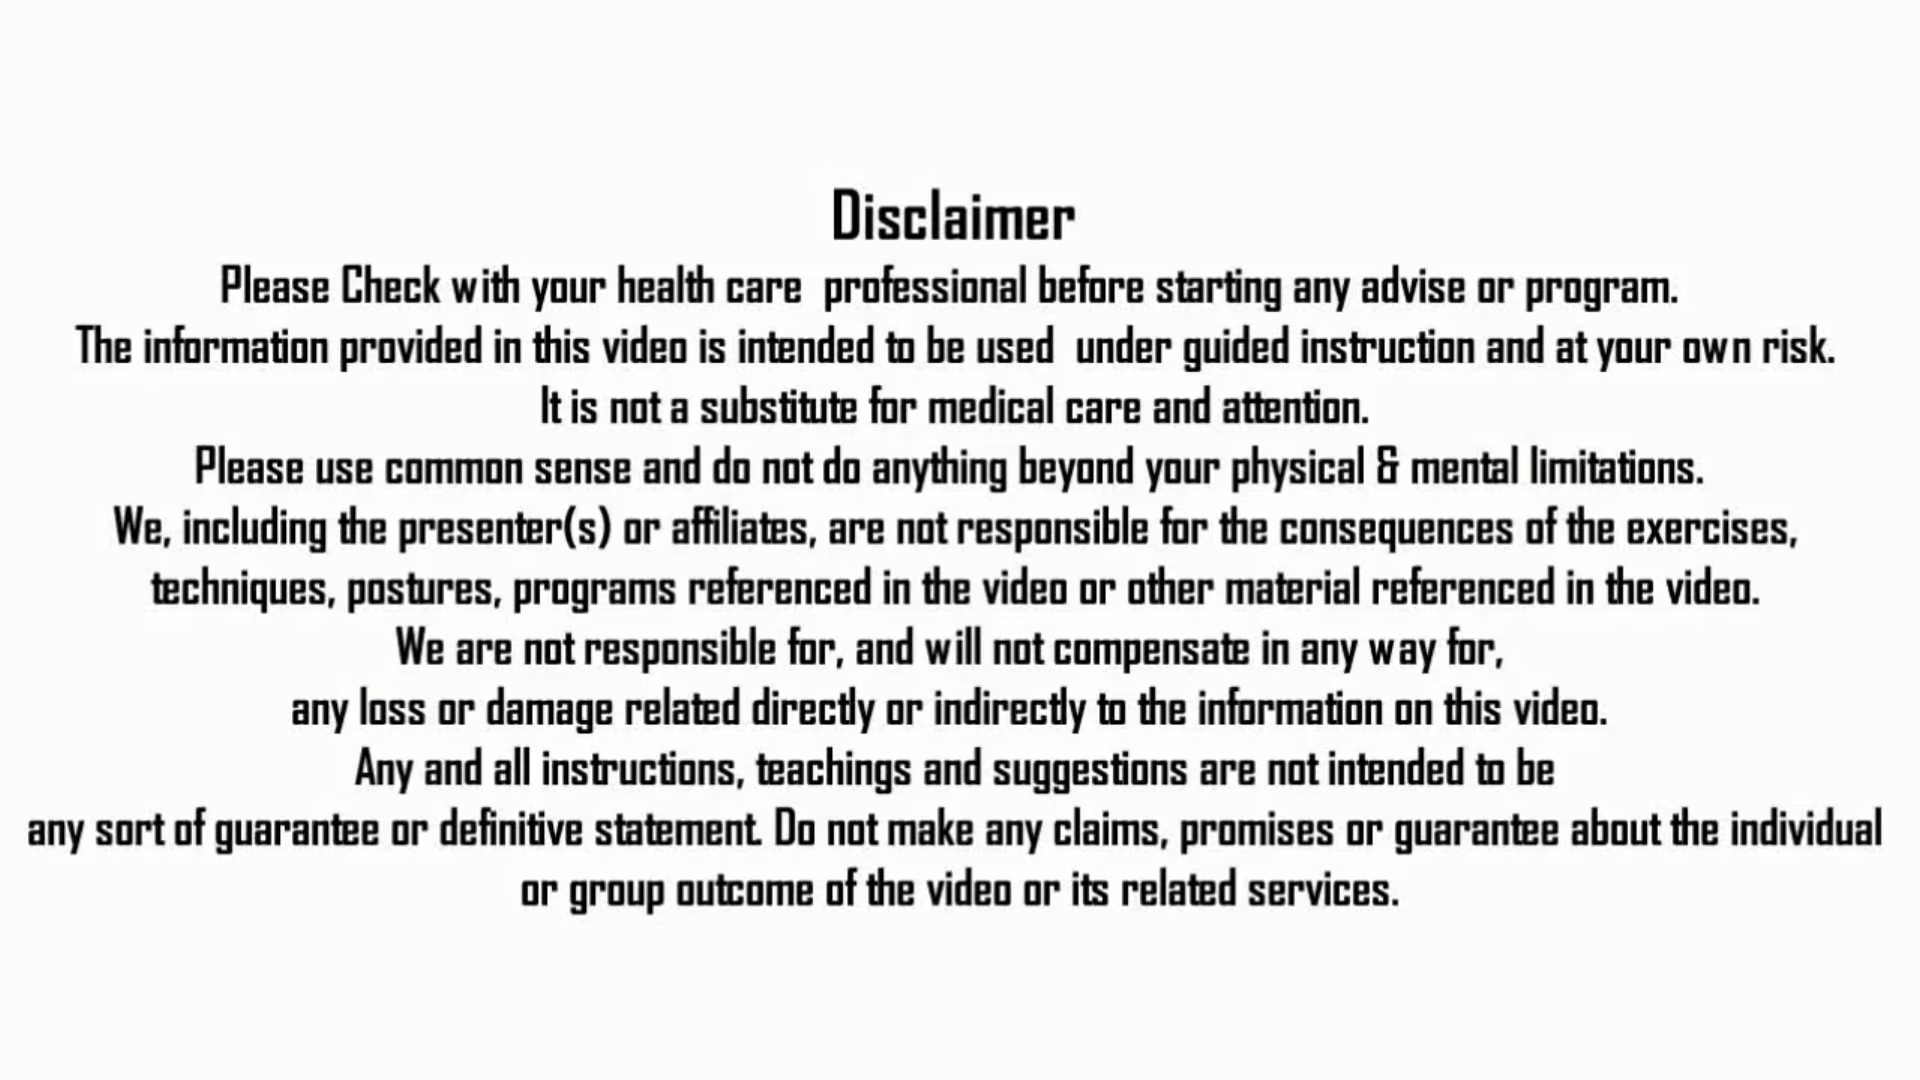 Disclaimer
Please Check with your health care professional before starting any advise or program.
The information provided in this video is intended to be used under guided instruction and at your own risk.
It is not a substitute for medical care and attention.
Please use common sense and do not do anything beyond your physical & mental limitations.
We, including the presenter(s) or affiliates, are not responsible for the consequences of the exercises,
techniques, postures, programs referenced in the video or other material referenced in the video.
We are not responsible for, and will not compensate in any way for,
any loss or damage related directly or indirectly to the information on this video.
Any and all instructions, teachings and suggestions are not intended to be
any sort of guarantee or definitive statement. Do not make any claims, promises or guarantee about the individual
or group outcome of the video or its related services.